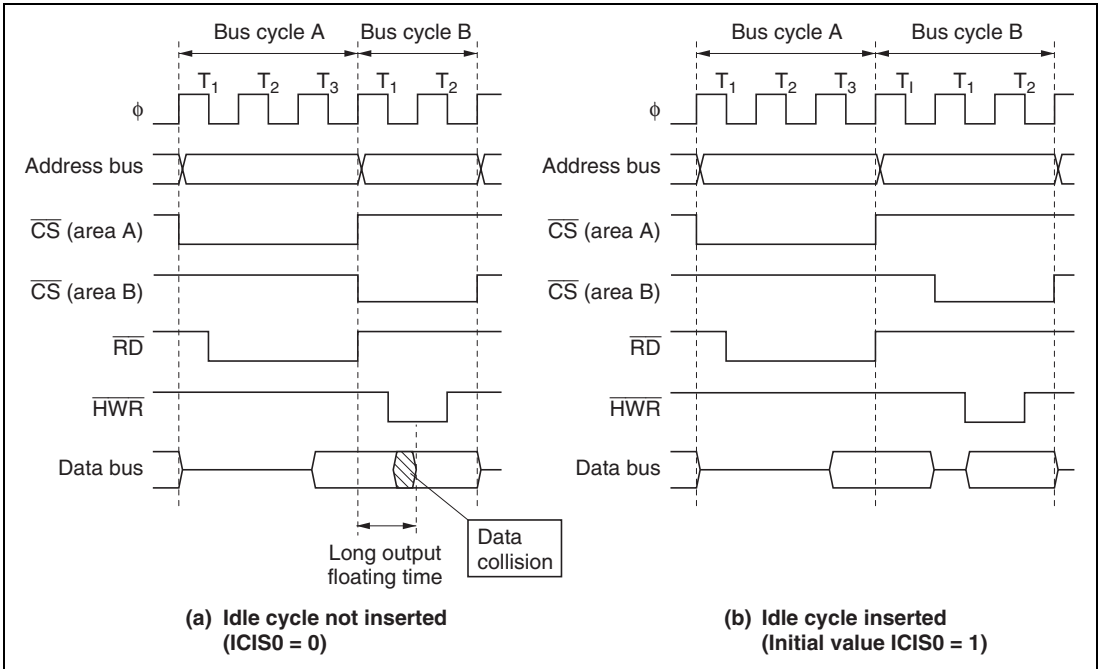 Bus cycle A Bus cycle B
T1 T2 T3 T1 T2
φ
Address bus
CS (area A)
CS (area B)
RD
HWR
Data bus
Long output
floating time
Data
collision
(a) Idle cycle not inserted
(ICIS0 = 0)
Bus cycle A Bus cycle B
T1 T2 T3 TI T1 T2
φ
Address bus
CS (area A)
CS (area B)
RD
HWR
Data bus
(b) Idle cycle inserted
(Initial value ICIS0 = 1)